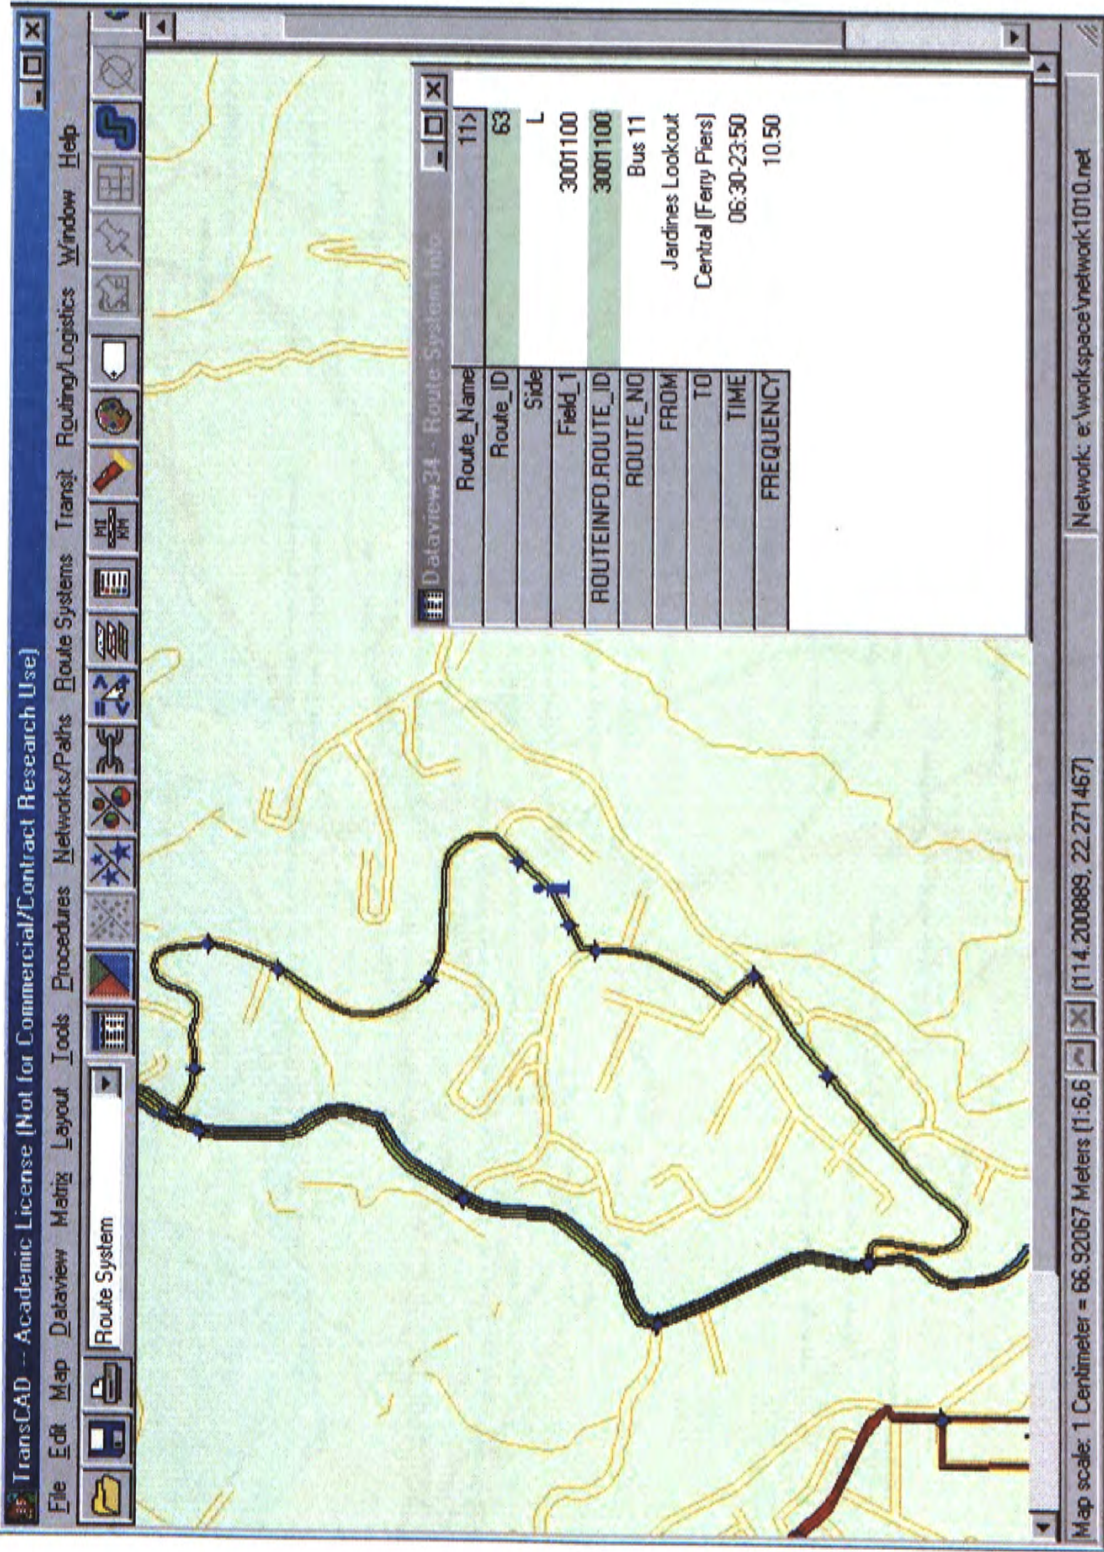 TransCAD -- Academic License (Not for Commercial/Contract Research Use)
File Edit Map Dataview Matrix Layout Tools Procedures Networks/Paths Route Systems Transit Routing/Logistics Window Help
Route System
MI
KM
Dataview34 - Route System Info.
Route_Name 11>
Route_ID 63
Side L
Field_1 3001100
ROUTEINFO.ROUTE_ID 3001100
ROUTE_NO Bus 11
FROM Jardines Lookout
TO Central (Ferry Piers)
TIME 06:30-23:50
FREQUENCY 10.50
Map scale: 1 Centimeter = 66.92067 Meters (1:6,6 (114.200889, 22.271467) Network: e:\workspace\network1010.net